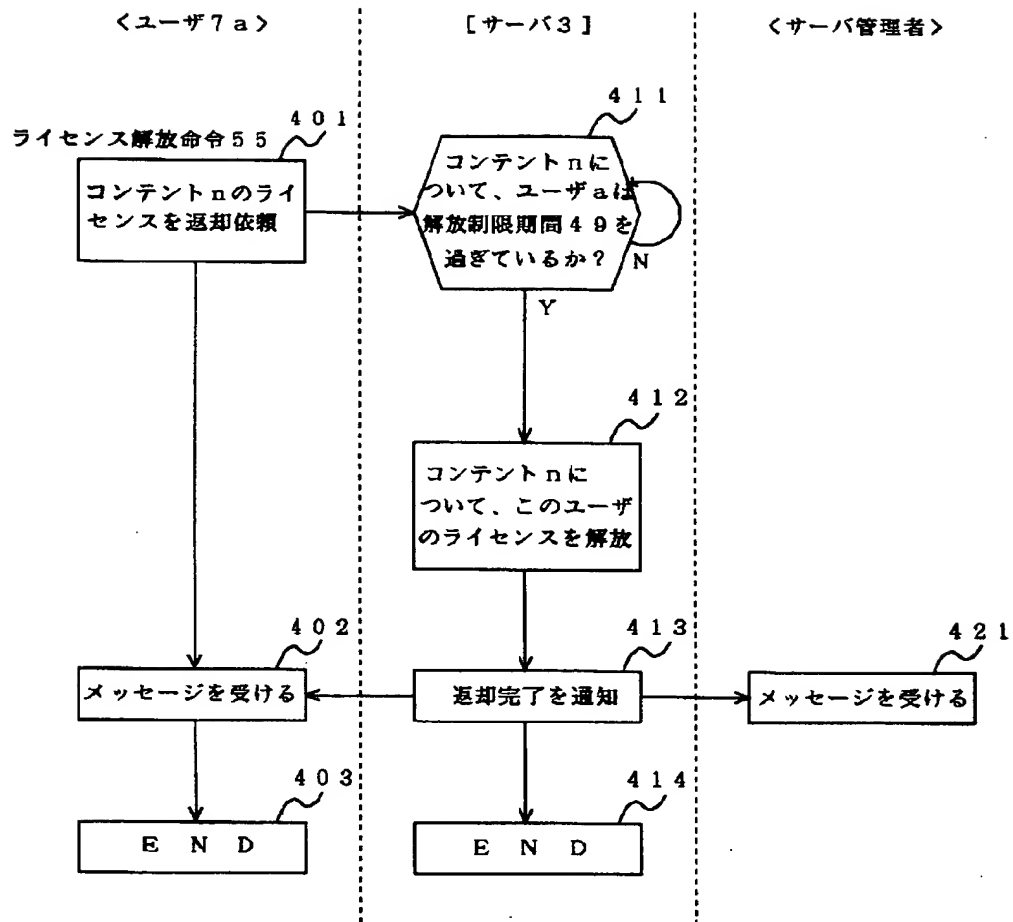 <ユーザ7a>
[サーバ3]
<サーバ管理者>
411
401
ライセンス解放命令55
コンテントnのライ
センスを返却依頼
コンテントnに
ついて、ユーザaは
解放制限期間49を
過ぎているか?
N
Y
412
コンテントnに
ついて、このユーザ
のライセンスを解放
402
413
421
メッセージを受ける
返却完了を通知
メッセージを受ける
403
414
END
END